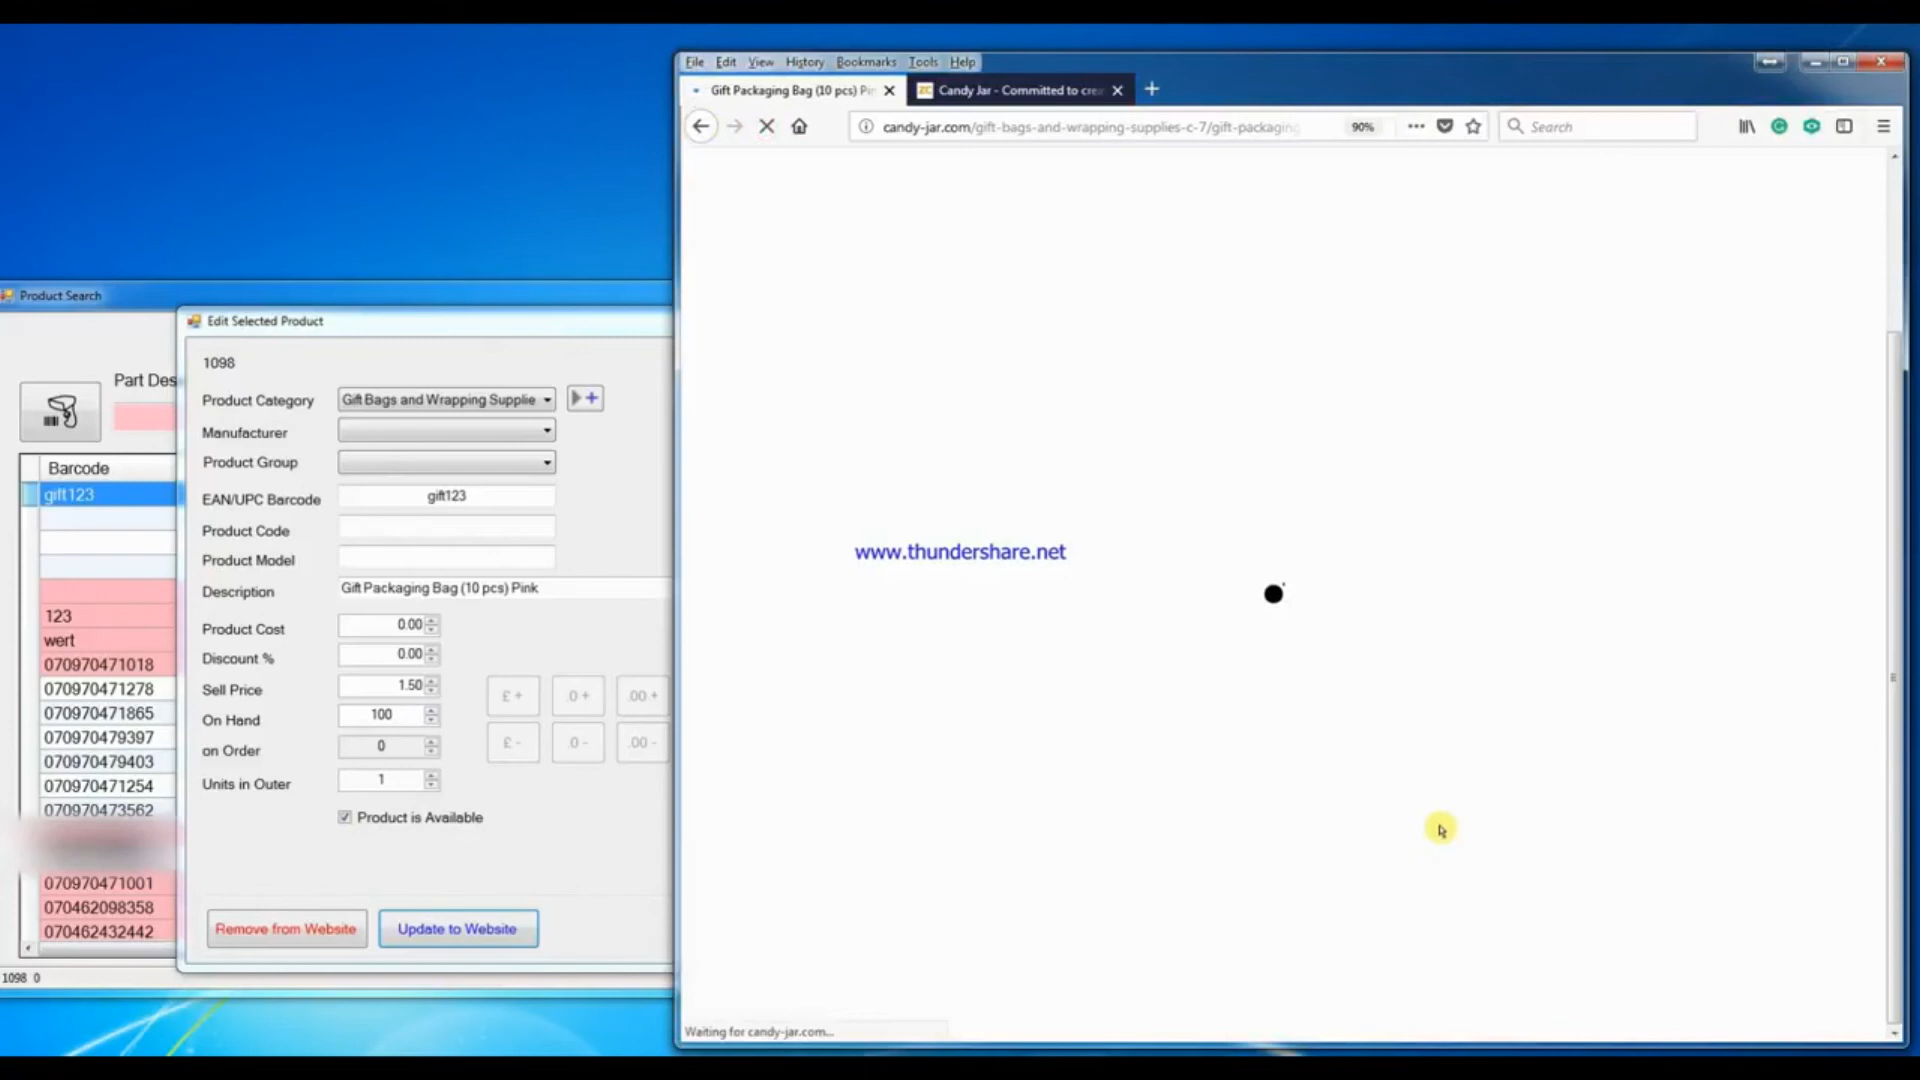 File Edit View History Bookmarks Tools Help
Gift Packaging Bag (10 pcs) Pin
Candy Jar - Committed to crea
candy-jar.com/gift-bags-and-wrapping-supplies-c-7/gift-packaging
90%
Search
www.thundershare.net
Waiting for candy-jar.com...
Product Search
Part Des
Barcode
gift123
123
wert
070970471018
070970471278
070970471865
070970479397
070970479403
070970471254
070970473562
070970471001
070462098358
070462432442
1098 0
Edit Selected Product
1098
Product Category Gift Bags and Wrapping Supplie
Manufacturer
Product Group
EAN/UPC Barcode gift123
Product Code
Product Model
Description Gift Packaging Bag (10 pcs) Pink
Product Cost 0.00
Discount % 0.00
Sell Price 1.50
£ + .0 + .00 +
On Hand 100
on Order 0
£ - .0 - .00 -
Units in Outer 1
Product is Available
Remove from Website Update to Website